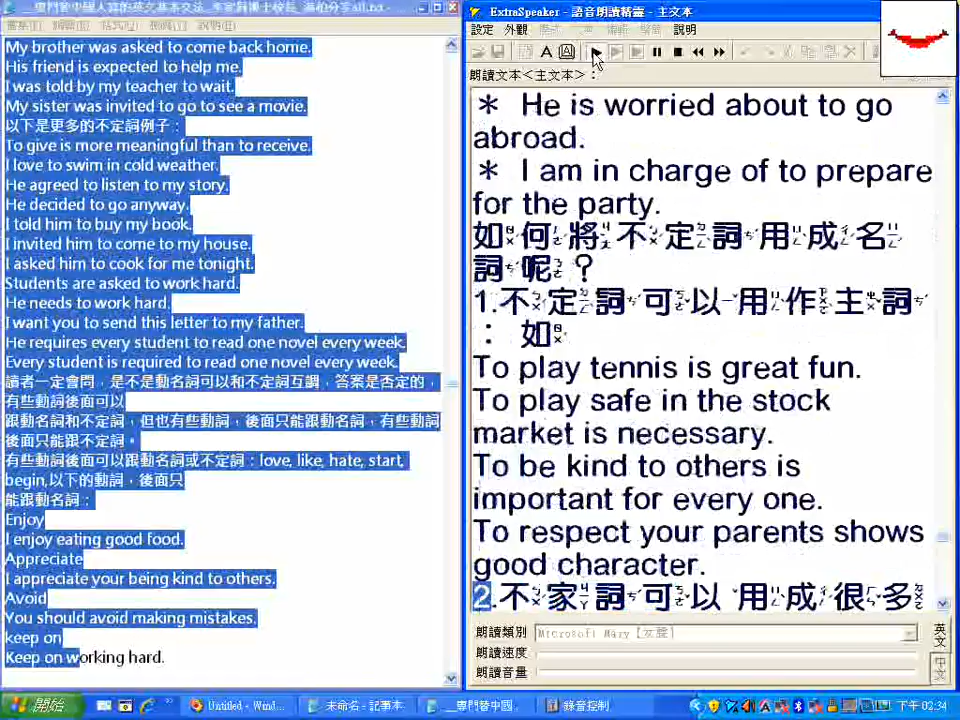 My brother was asked to come back home.
His friend is expected to help me.
I was told by my teacher to wait.
My sister was invited to go to see a movie.
以下是更多的不定詞例子：
To give is more meaningful than to receive.
I love to swim in cold weather.
He agreed to listen to my story.
He decided to go anyway.
I told him to buy my book.
I invited him to come to my house.
I asked him to cook for me tonight.
Students are asked to work hard.
He needs to work hard.
I want you to send this letter to my father.
He requires every student to read one novel every week.
Every student is required to read one novel every week.
讀者一定會問，是不是動名詞可以和不定詞互調，答案是否定的，
有些動詞後面可以
跟動名詞和不定詞，但也有些動詞，後面只能跟動名詞，有些動詞
後面只能跟不定詞。
有些動詞後面可以跟動名詞或不定詞：love, like, hate, start,
begin,以下的動詞，後面只
能跟動名詞：
Enjoy
I enjoy eating good food.
Appreciate
I appreciate your being kind to others.
Avoid
You should avoid making mistakes.
keep on
Keep on working hard.
ExtraSpeaker - 語音朗讀精靈 - 主文本
設定 外觀 說明
朗讀文本<主文本>：
＊ He is worried about to go
abroad.
＊ I am in charge of to prepare
for the party.
如何將不定詞用成名
詞呢？
1.不定詞可以用作主詞
：如
To play tennis is great fun.
To play safe in the stock
market is necessary.
To be kind to others is
important for every one.
To respect your parents shows
good character.
2.不家詞可以用成很多
朗讀類別 Microsoft Mary【女聲】
朗讀速度
朗讀音量
英文
中文
開始
Untitled - Wind...
未命名 - 記事本
__專門替中國...
錄音控制
下午 02:34